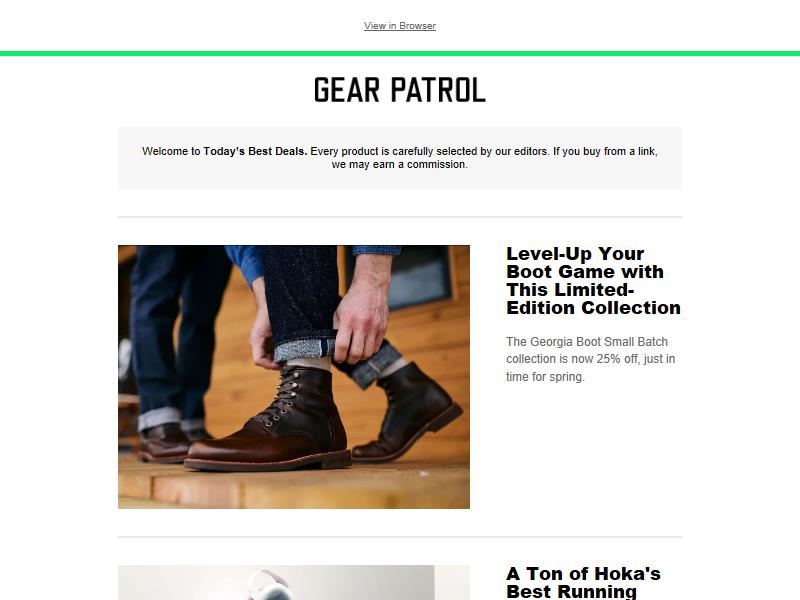 View in Browser
GEAR PATROL
Welcome to Today's Best Deals. Every product is carefully selected by our editors. If you buy from a link,
we may earn a commission.
Level-Up Your
Boot Game with
This Limited-
Edition Collection
The Georgia Boot Small Batch
collection is now 25% off, just in
time for spring.
A Ton of Hoka's
Best Running